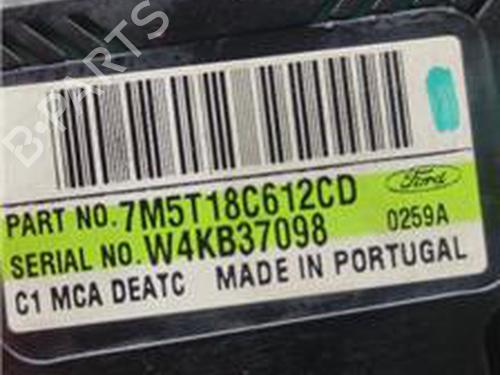 B-PARTS
PART NO. 7M5T18C612CD
Ford
SERIAL NO. W4KB37098 0259A
C1 MCA DEATC MADE IN PORTUGAL